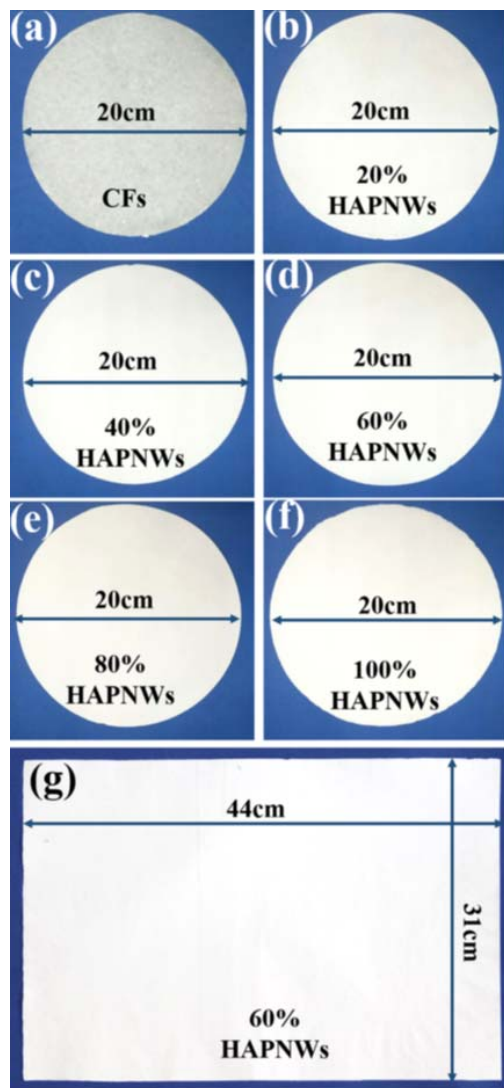 (a)
20cm
CFs
(b)
20cm
20%
HAPNWs
(c)
20cm
40%
HAPNWs
(d)
20cm
60%
HAPNWs
(e)
20cm
80%
HAPNWs
(f)
20cm
100%
HAPNWs
(g)
44cm
31cm
60%
HAPNWs